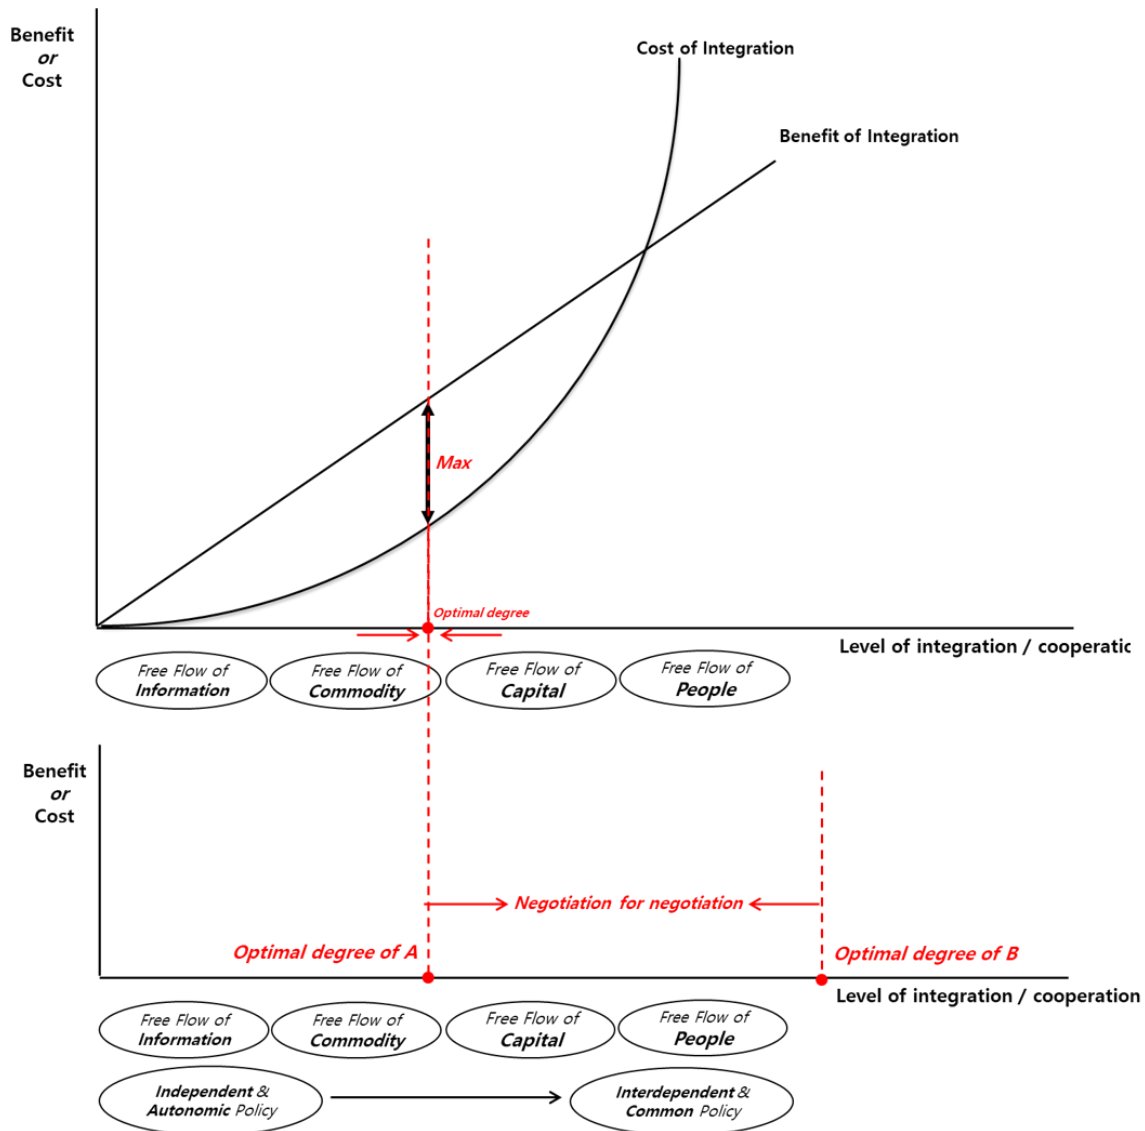 Benefit
or
Cost
Cost of Integration
Benefit of Integration
Max
Optimal degree
Level of integration / cooperatic
Free Flow of
Information
Free Flow of
Commodity
Free Flow of
Capital
Free Flow of
People
Benefit
or
Cost
Negotiation for negotiation
Optimal degree of A
Optimal degree of B
Level of integration / cooperation
Free Flow of
Information
Free Flow of
Commodity
Free Flow of
Capital
Free Flow of
People
Independent &
Autonomic Policy
Interdependent &
Common Policy